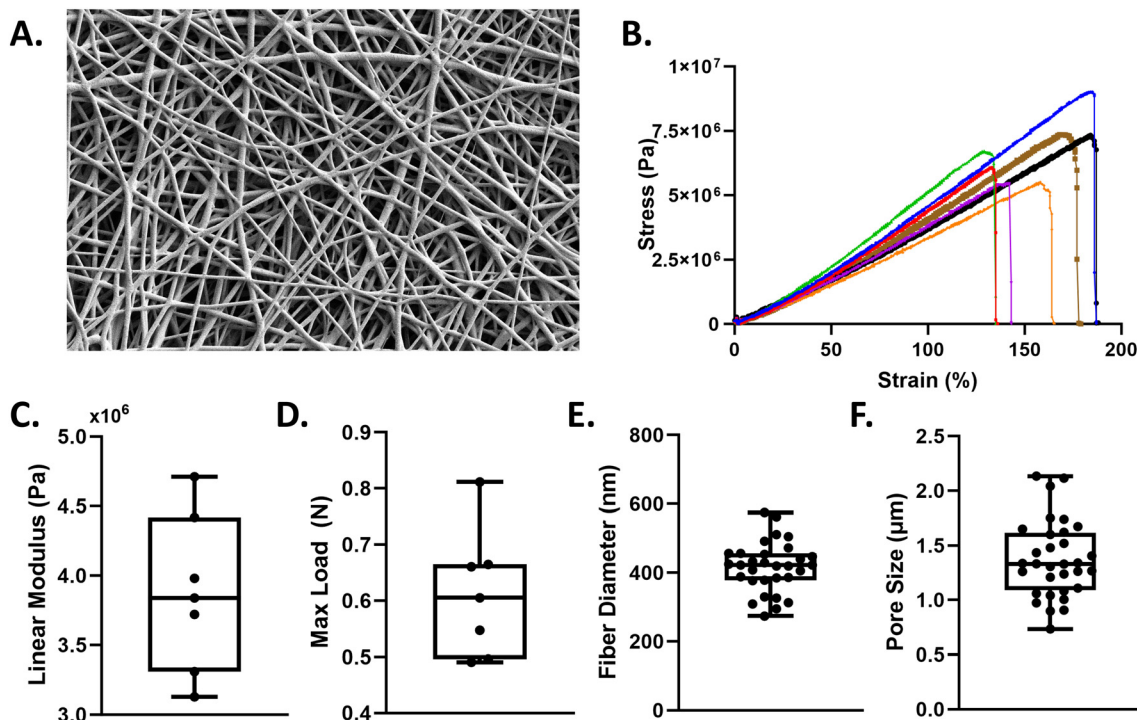 A.
B.
1×10⁷
7.5×10⁶
5.0×10⁶
2.5×10⁶
0
Stress (Pa)
0 50 100 150 200
Strain (%)
C.
x10⁶
5.0
4.5
4.0
3.5
3.0
Linear Modulus (Pa)
D.
0.9
0.8
0.7
0.6
0.5
0.4
Max Load (N)
E.
800
600
400
200
0
Fiber Diameter (nm)
F.
2.5
2.0
1.5
1.0
0.5
0.0
Pore Size (μm)